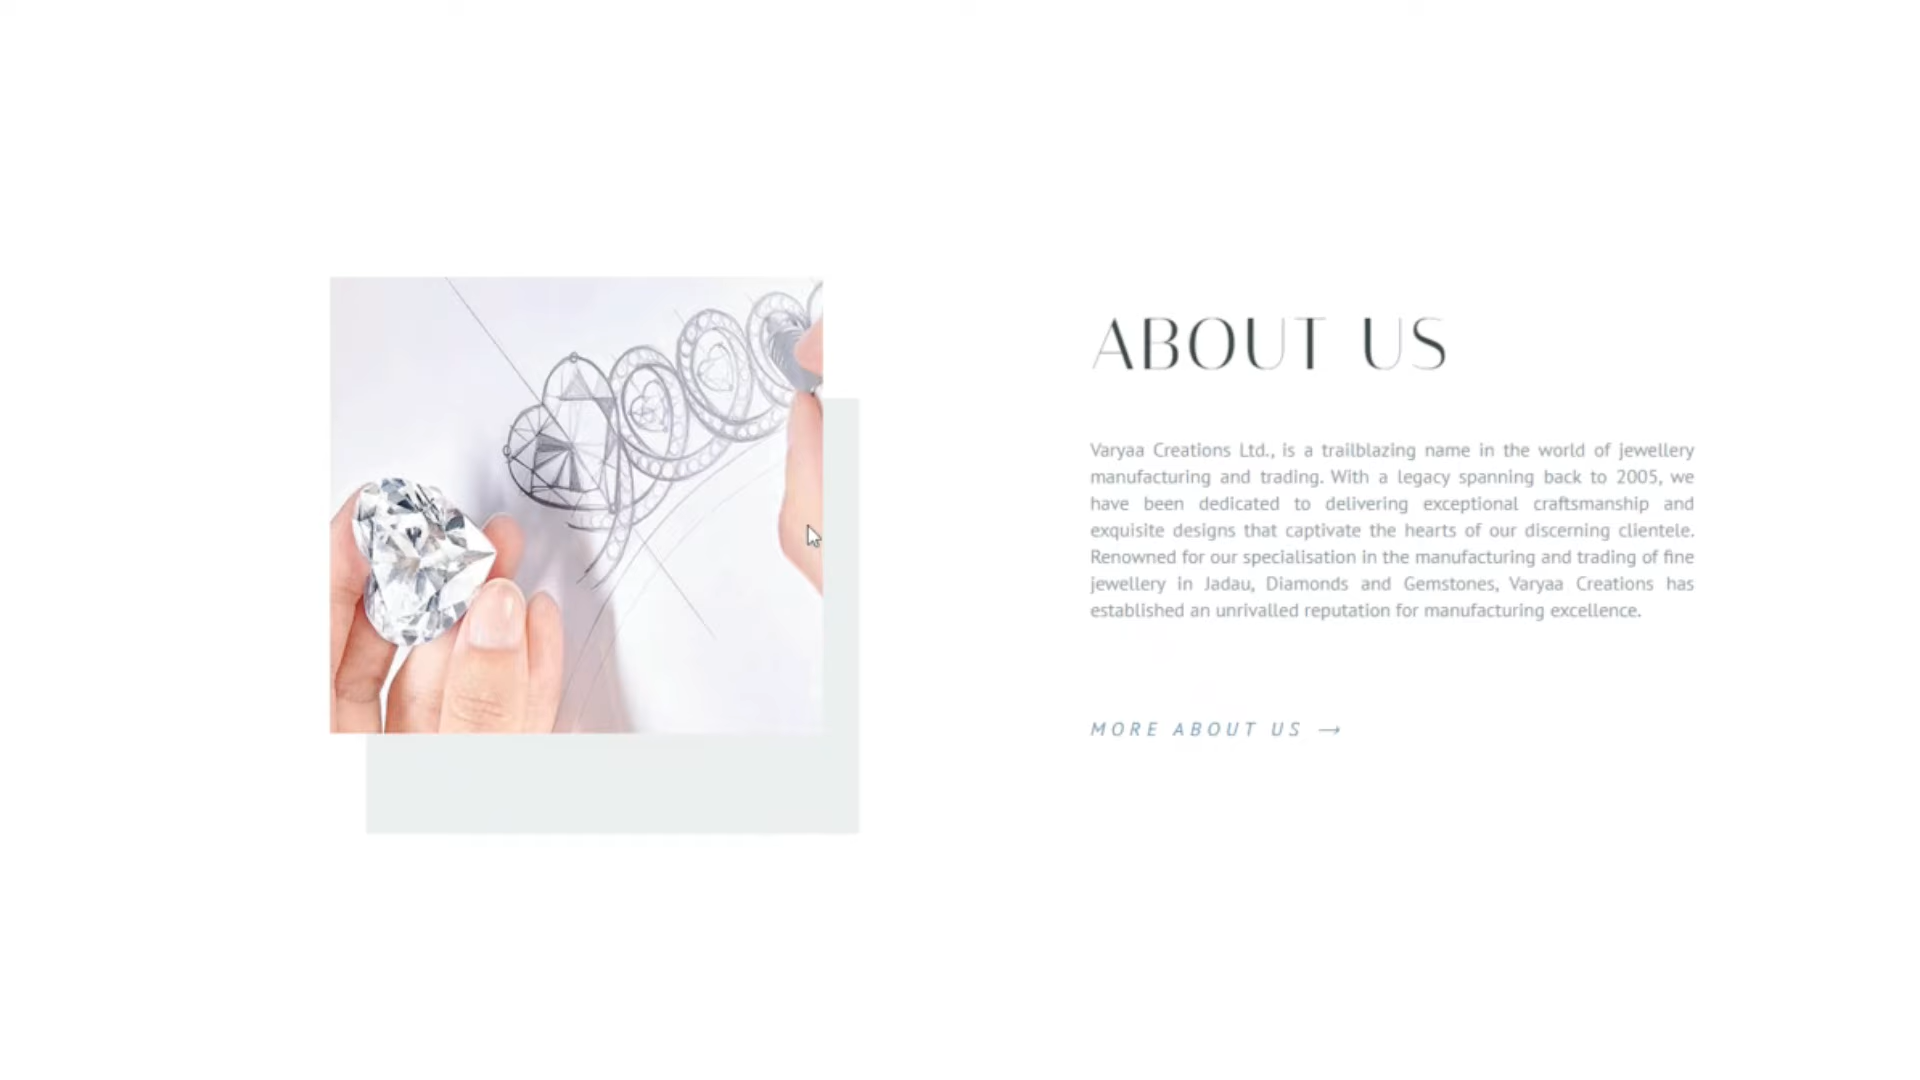 ABOUT US
Varyaa Creations Ltd., is a trailblazing name in the world of jewellery
manufacturing and trading. With a legacy spanning back to 2005, we
have been dedicated to delivering exceptional craftsmanship and
exquisite designs that captivate the hearts of our discerning clientele.
Renowned for our specialisation in the manufacturing and trading of fine
jewellery in Jadau, Diamonds and Gemstones, Varyaa Creations has
established an unrivalled reputation for manufacturing excellence.
MORE ABOUT US →